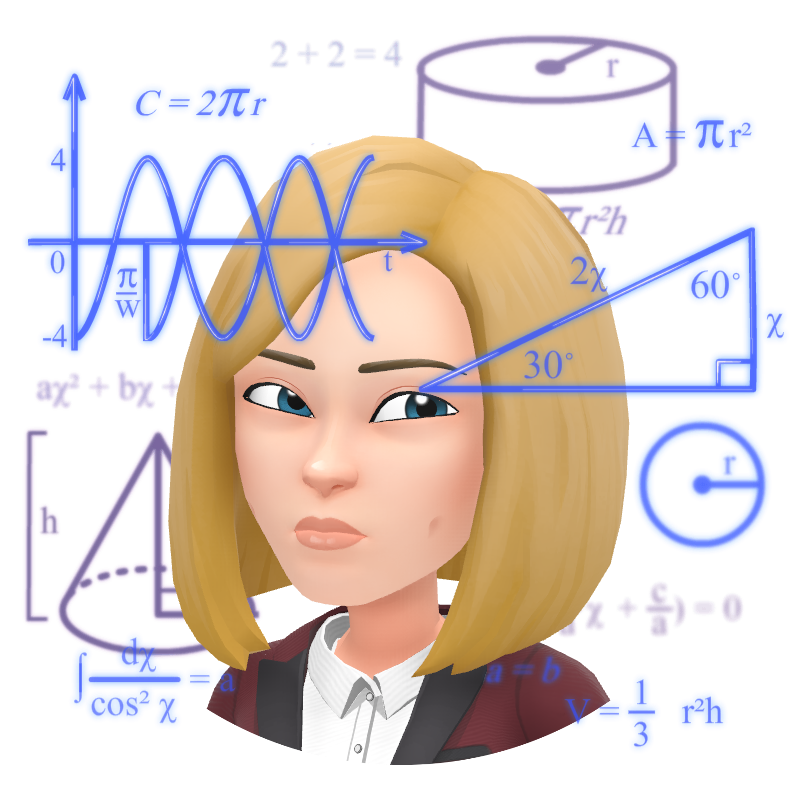 2 + 2 = 4
r
C = 2πr
A = πr²
4
πr²h
0
t
2χ
60°
π/w
χ
-4
30°
aχ² + bχ +
r
h
χ + c/a) = 0
∫ dχ/cos² χ = a
a = b
V = 1/3 r²h